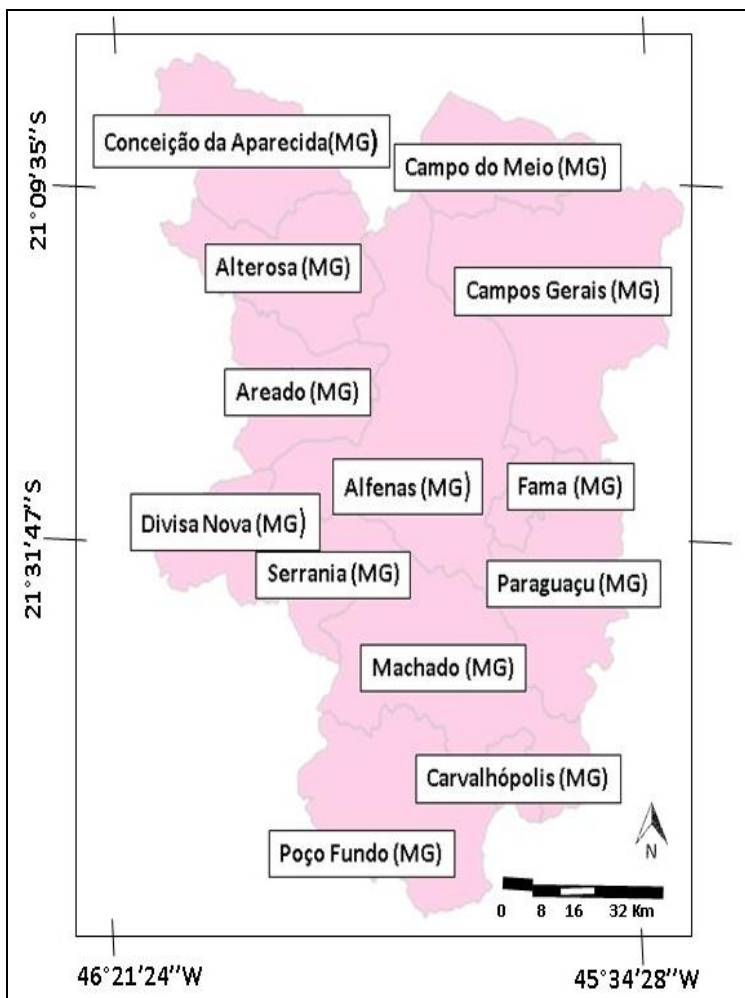 Conceição da Aparecida(MG)
Campo do Meio (MG)
21°09'35''S
Alterosa (MG)
Campos Gerais (MG)
Areado (MG)
Alfenas (MG)
Fama (MG)
Divisa Nova (MG)
21°31'47''S
Serrania (MG)
Paraguaçu (MG)
Machado (MG)
Carvalhópolis (MG)
Poço Fundo (MG)
N
0 8 16 32 Km
46°21'24''W
45°34'28''W